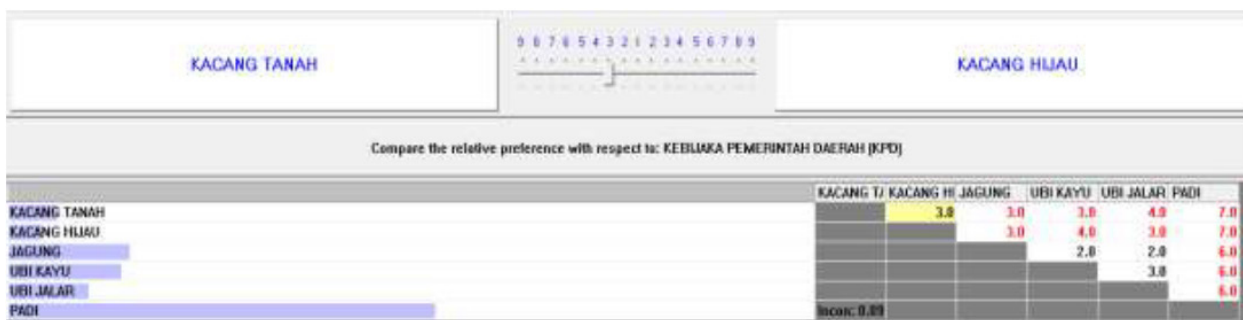 KACANG TANAH
9 8 7 6 5 4 3 2 1 2 3 4 5 6 7 8 9
KACANG HIJAU
Compare the relative preference with respect to: KEBIJAKA PEMERINTAH DAERAH (KPD)
KACANG T/ KACANG HI JAGUNG UBI KAYU UBI JALAR PADI
KACANG TANAH 3.0 3.0 3.0 4.0 7.0
KACANG HIJAU 3.0 4.0 3.0 7.0
JAGUNG 2.0 2.0 6.0
UBI KAYU 3.0 6.0
UBI JALAR 6.0
PADI Incon: 0.09